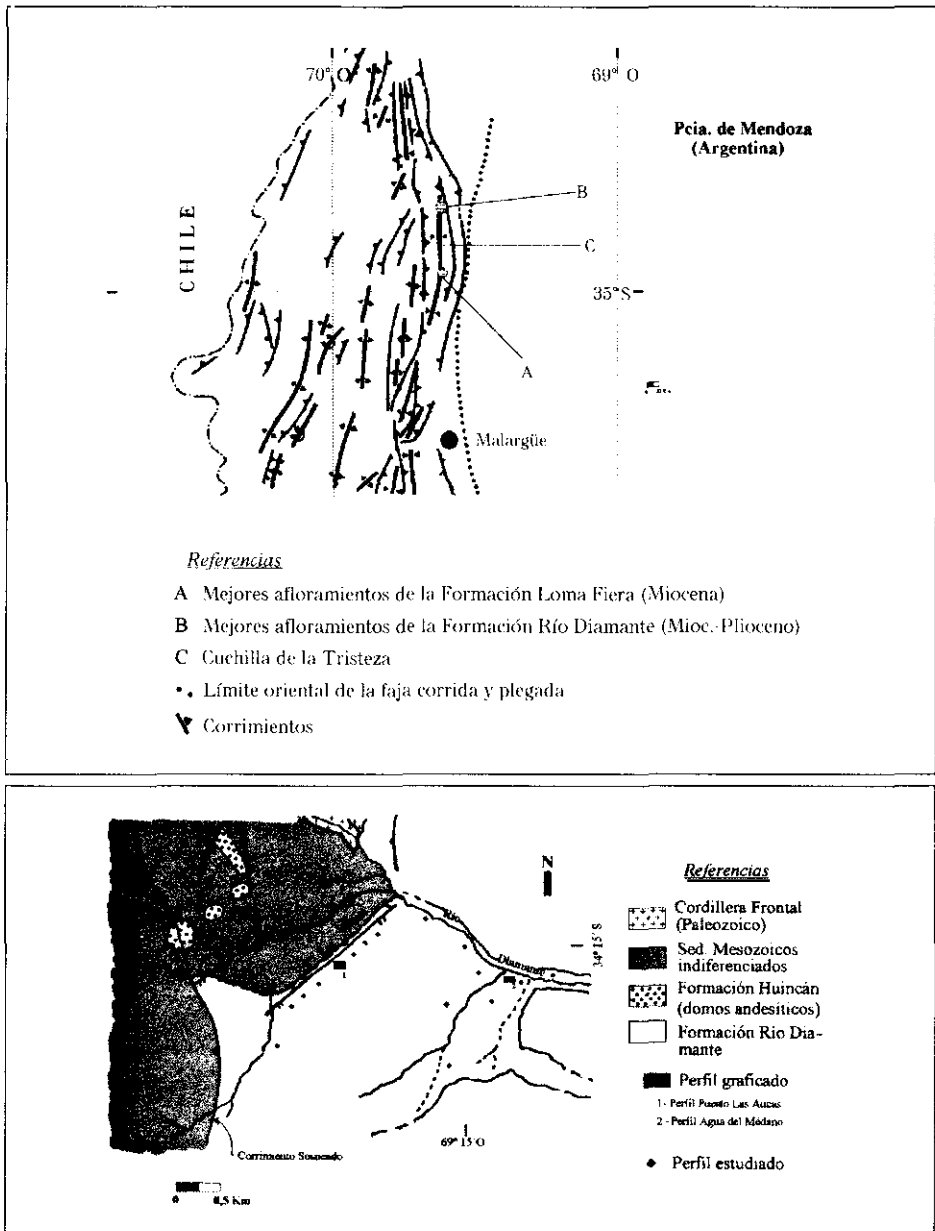 70° O
69° O
Pcia. de Mendoza
(Argentina)
CHILE
B
C
35°S
A
Malargüe
Referencias
A Mejores afloramientos de la Formación Loma Fiera (Miocena)
B Mejores afloramientos de la Formación Río Diamante (Mioc.-Plioceno)
C Cuchilla de la Tristeza
Límite oriental de la faja corrida y plegada
Corrimientos
N
Río
Diamante
34° 15´ S
1
69° 15´O
Corrimiento Sosneado
0
Km
Referencias
Cordillera Frontal
(Paleozoico)
Sed. Mesozoicos
indiferenciados
Formación Huincán
(domos andesíticos)
Formación Rio Dia-
mante
Perfil graficado
1- Perfil Puesto Las Aucas
2 - Perfil Agua del Médano
Perfil estudiado